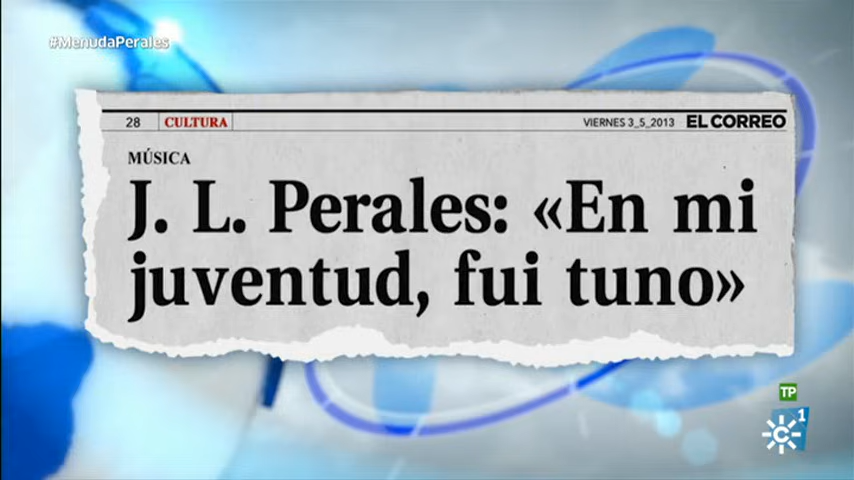 #MenudaPerales
28 CULTURA VIERNES 3_5_2013 EL CORREO
MÚSICA
J. L. Perales: «En mi
juventud, fui tuno»
TP
1